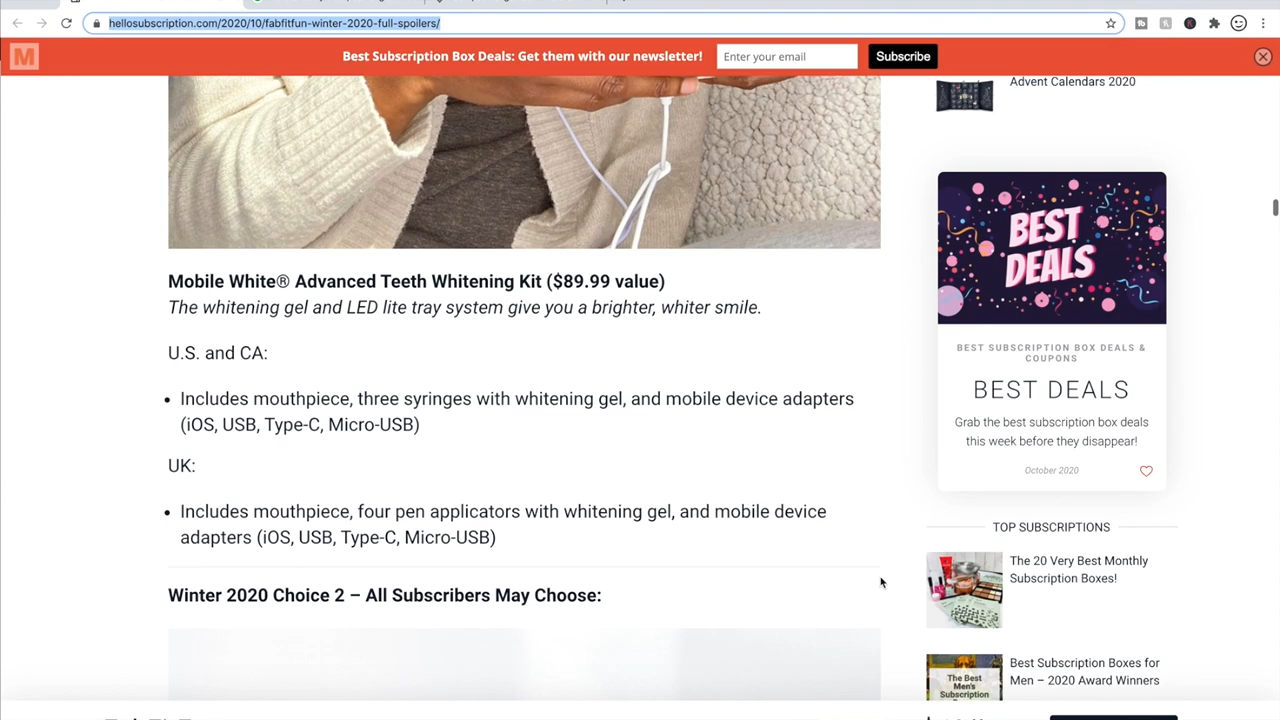 hellosubscription.com/2020/10/fabfitfun-winter-2020-full-spoilers/
M
Best Subscription Box Deals: Get them with our newsletter!
Enter your email
Subscribe
Mobile White® Advanced Teeth Whitening Kit ($89.99 value)
The whitening gel and LED lite tray system give you a brighter, whiter smile.
U.S. and CA:
• Includes mouthpiece, three syringes with whitening gel, and mobile device adapters
(iOS, USB, Type-C, Micro-USB)
UK:
• Includes mouthpiece, four pen applicators with whitening gel, and mobile device
adapters (iOS, USB, Type-C, Micro-USB)
Winter 2020 Choice 2 – All Subscribers May Choose:
Advent Calendars 2020
BEST
DEALS
BEST SUBSCRIPTION BOX DEALS &
COUPONS
BEST DEALS
Grab the best subscription box deals
this week before they disappear!
October 2020
TOP SUBSCRIPTIONS
The 20 Very Best Monthly
Subscription Boxes!
The Best
Men's
Subscription
Best Subscription Boxes for
Men – 2020 Award Winners